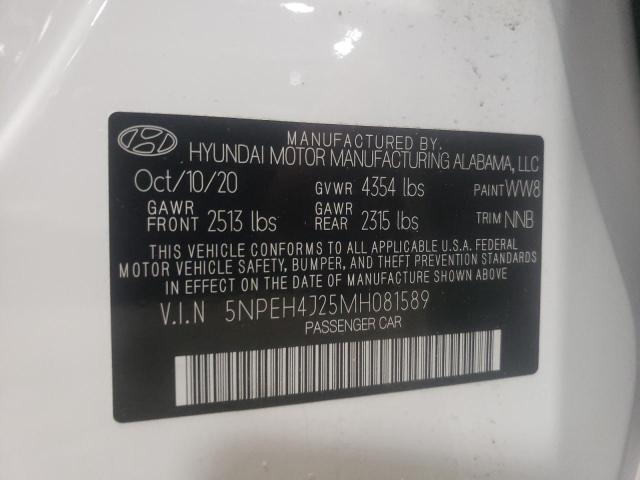 MANUFACTURED BY.
HYUNDAI MOTOR MANUFACTURING ALABAMA, LLC
Oct/10/20 GVWR 4354 lbs PAINT WW8
GAWR FRONT 2513 lbs GAWR REAR 2315 lbs TRIM NNB
THIS VEHICLE CONFORMS TO ALL APPLICABLE U.S.A. FEDERAL
MOTOR VEHICLE SAFETY, BUMPER, AND THEFT PREVENTION STANDARDS
IN EFFECT ON THE DATE OF MANUFACTURE SHOWN ABOVE
V.I.N 5NPEH4J25MH081589
PASSENGER CAR